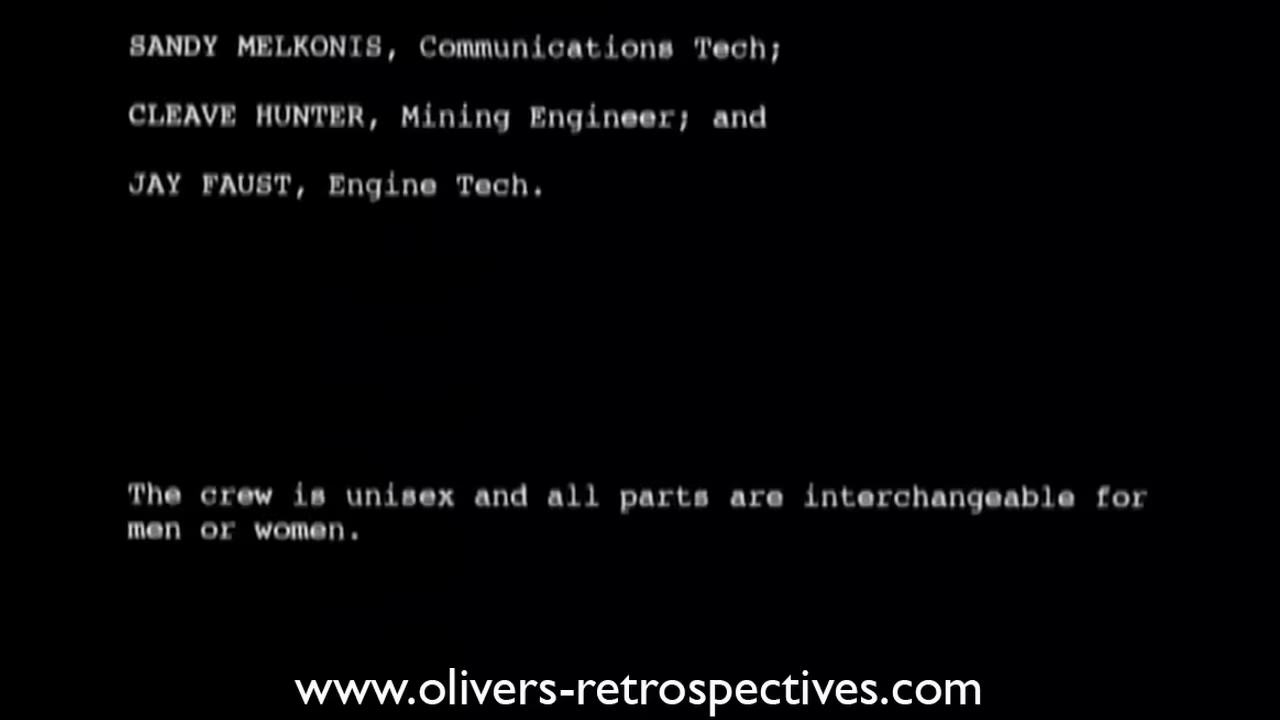 SANDY MELKONIS, Communications Tech;
CLEAVE HUNTER, Mining Engineer; and
JAY FAUST, Engine Tech.
The crew is unisex and all parts are interchangeable for
men or women.
www.olivers-retrospectives.com